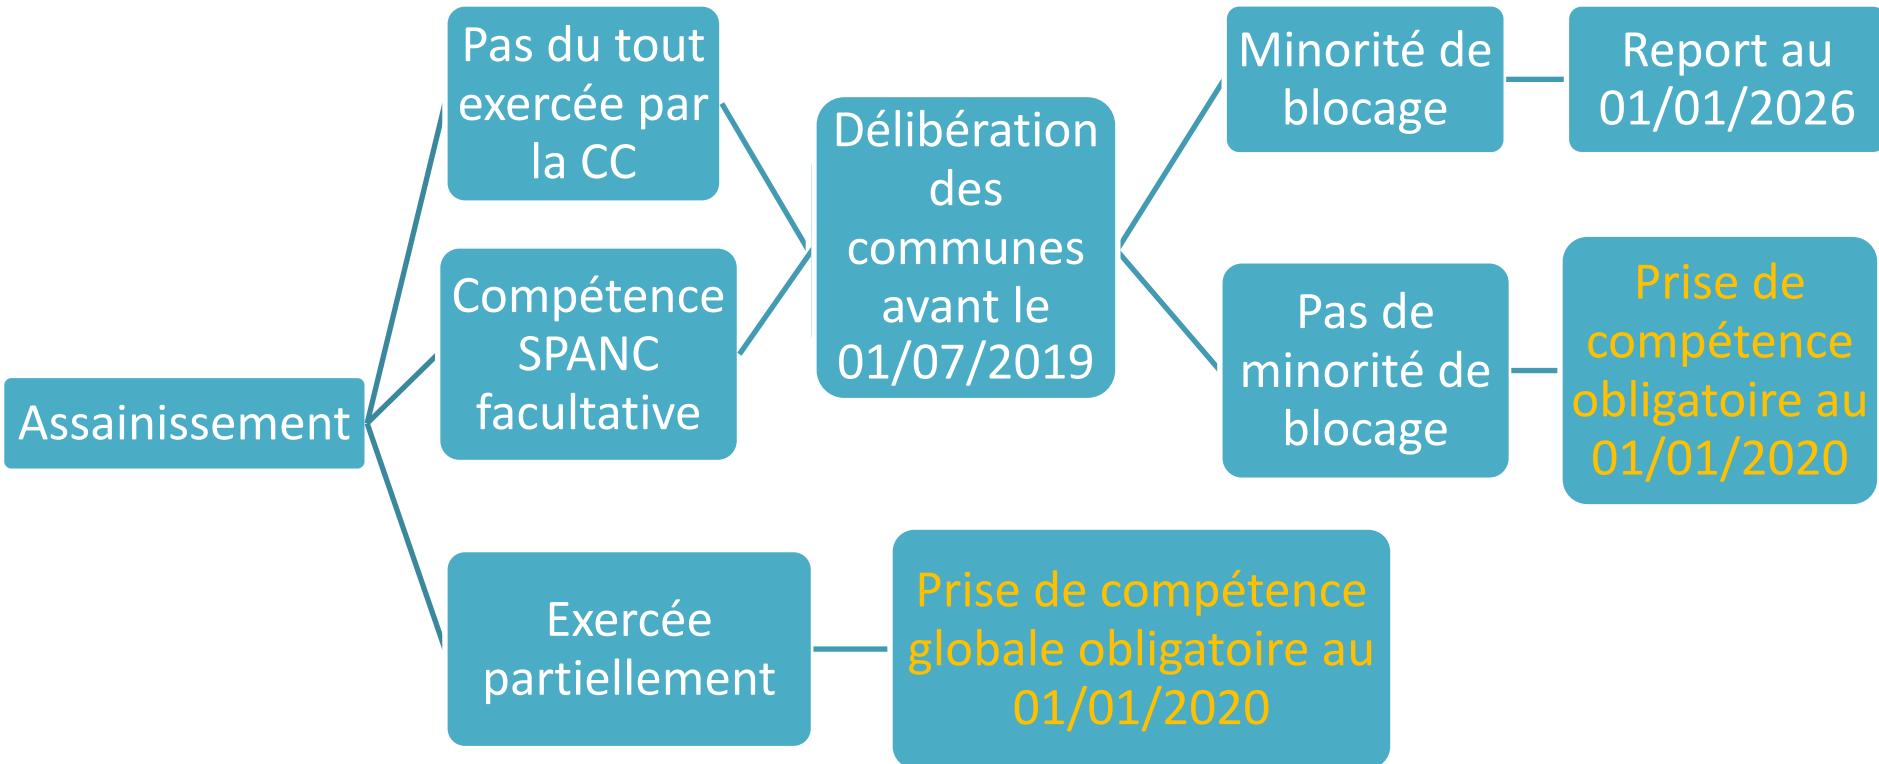 Assainissement
Pas du tout
exercée par
la CC
Compétence
SPANC
facultative
Exercée
partiellement
Délibération
des
communes
avant le
01/07/2019
Prise de compétence
globale obligatoire au
01/01/2020
Minorité de
blocage
Report au
01/01/2026
Pas de
minorité de
blocage
Prise de
compétence
obligatoire au
01/01/2020